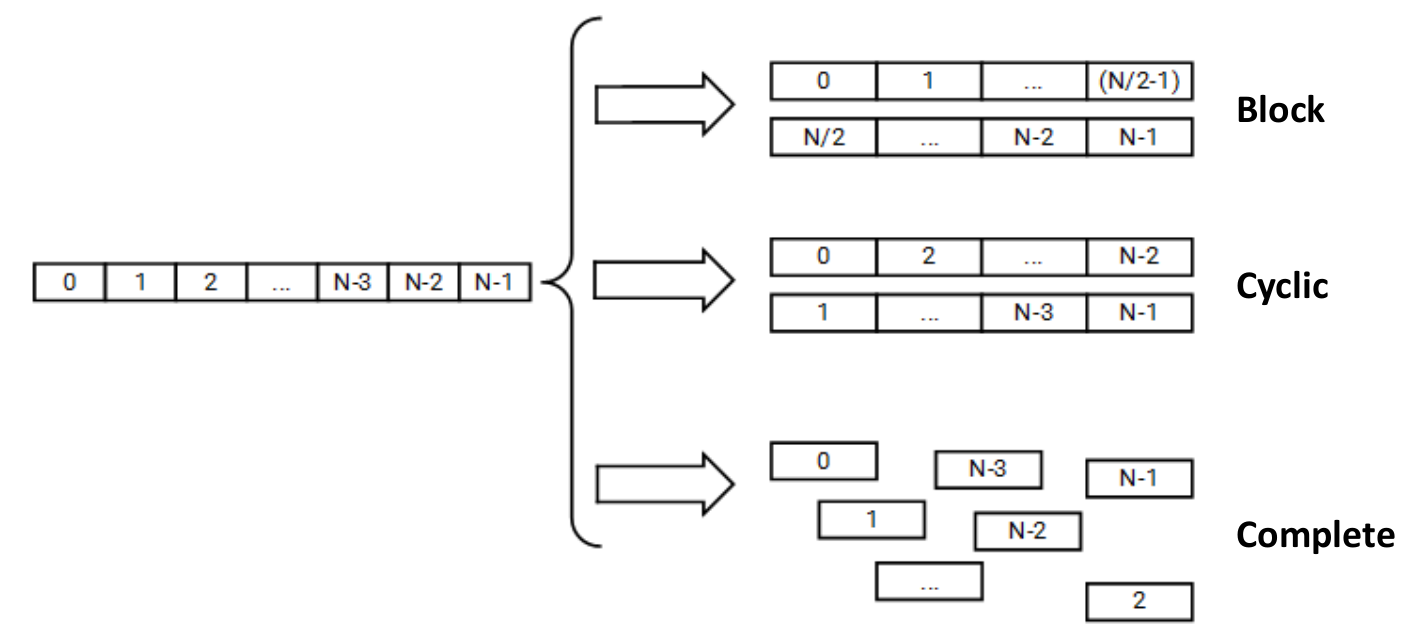 0 1 ... (N/2-1)
Block
N/2 ... N-2 N-1
0 2 ... N-2
Cyclic
0 1 2 ... N-3 N-2 N-1
1 ... N-3 N-1
0 N-3 N-1
1 N-2
Complete
... 2